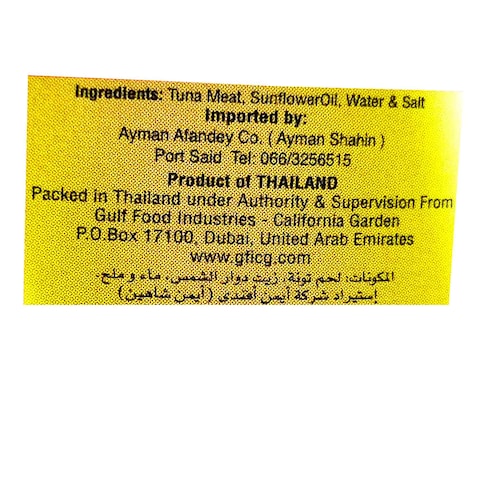 Ingredients: Tuna Meat, SunflowerOil, Water & Salt
Imported by:
Ayman Afandey Co. ( Ayman Shahin )
Port Said Tel: 066/3256515
Product of THAILAND
Packed in Thailand under Authority & Supervision From
Gulf Food Industries - California Garden
P.O.Box 17100, Dubai, United Arab Emirates
www.gficg.com
المكونات: لحم تونة، زيت دوار الشمس، ماء وملح.
إستيراد شركة أيمن أفندى (أيمن شاهين)